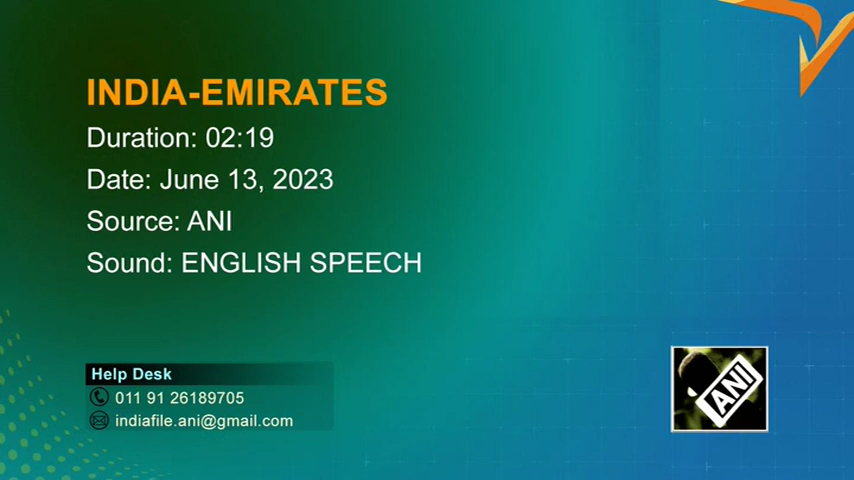 INDIA-EMIRATES
Duration: 02:19
Date: June 13, 2023
Source: ANI
Sound: ENGLISH SPEECH
Help Desk
011 91 26189705
indiafile.ani@gmail.com
ANI